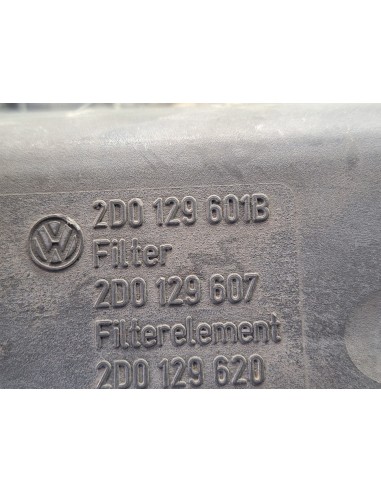 2D0 129 601B
Filter
2D0 129 607
Filterelement
2D0 129 620